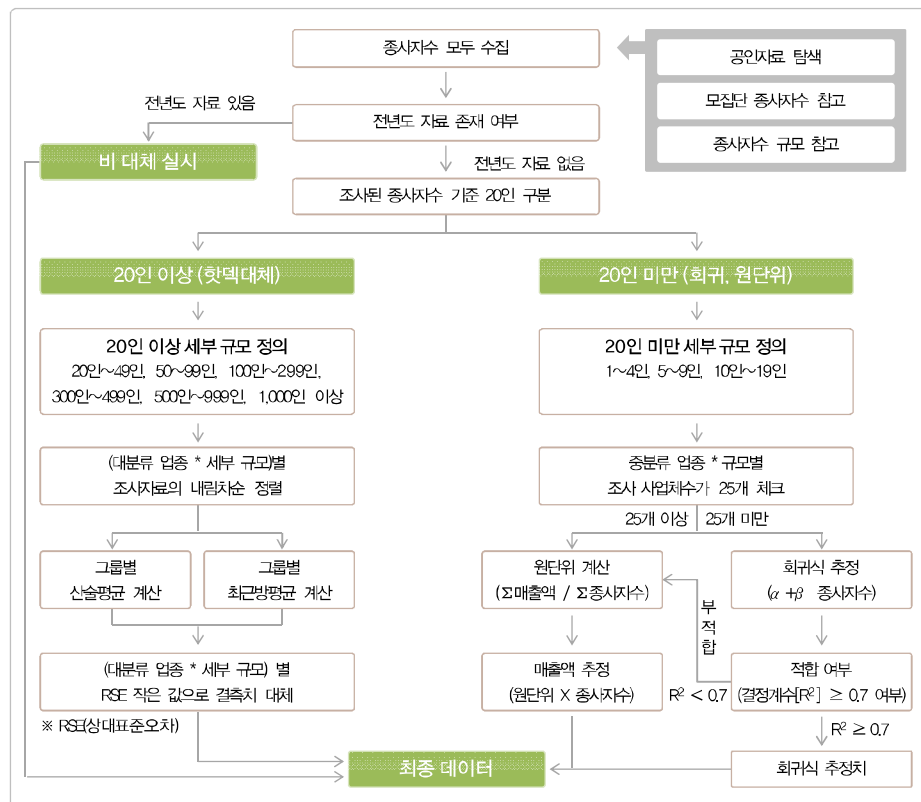 종사자수 모두 수집
공인자료 탐색
모집단 종사자수 참고
종사자수 규모 참고
전년도 자료 있음
전년도 자료 존재 여부
비 대체 실시
전년도 자료 없음
조사된 종사자수 기준 20인 구분
20인 이상 (핫덱대체)
20인 미만 (회귀, 원단위)
20인 이상 세부 규모 정의
20인～49인, 50～99인, 100인～299인,
300인～499인, 500인～999인, 1,000인 이상
20인 미만 세부 규모 정의
1～4인, 5～9인, 10인～19인
(대분류 업종 * 세부 규모)별
조사자료의 내림차순 정렬
중분류 업종 * 규모별
조사 사업체수가 25개 체크
25개 이상
25개 미만
그룹별
산술평균 계산
그룹별
최근방평균 계산
원단위 계산
(Σ매출액 / Σ종사자수)
회귀식 추정
(α +β 종사자수)
부적합
(대분류 업종 * 세부 규모) 별
RSE 작은 값으로 결측치 대체
매출액 추정
(원단위 X 종사자수)
R² < 0.7
적합 여부
(결정계수[R²] ≥ 0.7 여부)
※ RSE(상대표준오차)
R² ≥ 0.7
최종 데이터
회귀식 추정치